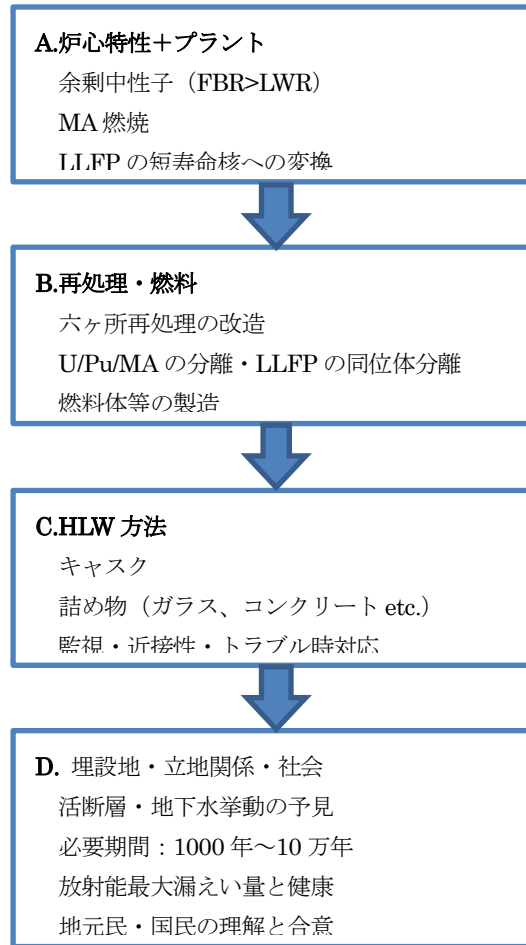 A.炉心特性＋プラント
余剰中性子（FBR>LWR）
MA 燃焼
LLFP の短寿命核への変換
B.再処理・燃料
六ヶ所再処理の改造
U/Pu/MA の分離・LLFP の同位体分離
燃料体等の製造
C.HLW 方法
キャスク
詰め物（ガラス、コンクリート etc.）
監視・近接性・トラブル時対応
D. 埋設地・立地関係・社会
活断層・地下水挙動の予見
必要期間：1000 年～10 万年
放射能最大漏えい量と健康
地元民・国民の理解と合意